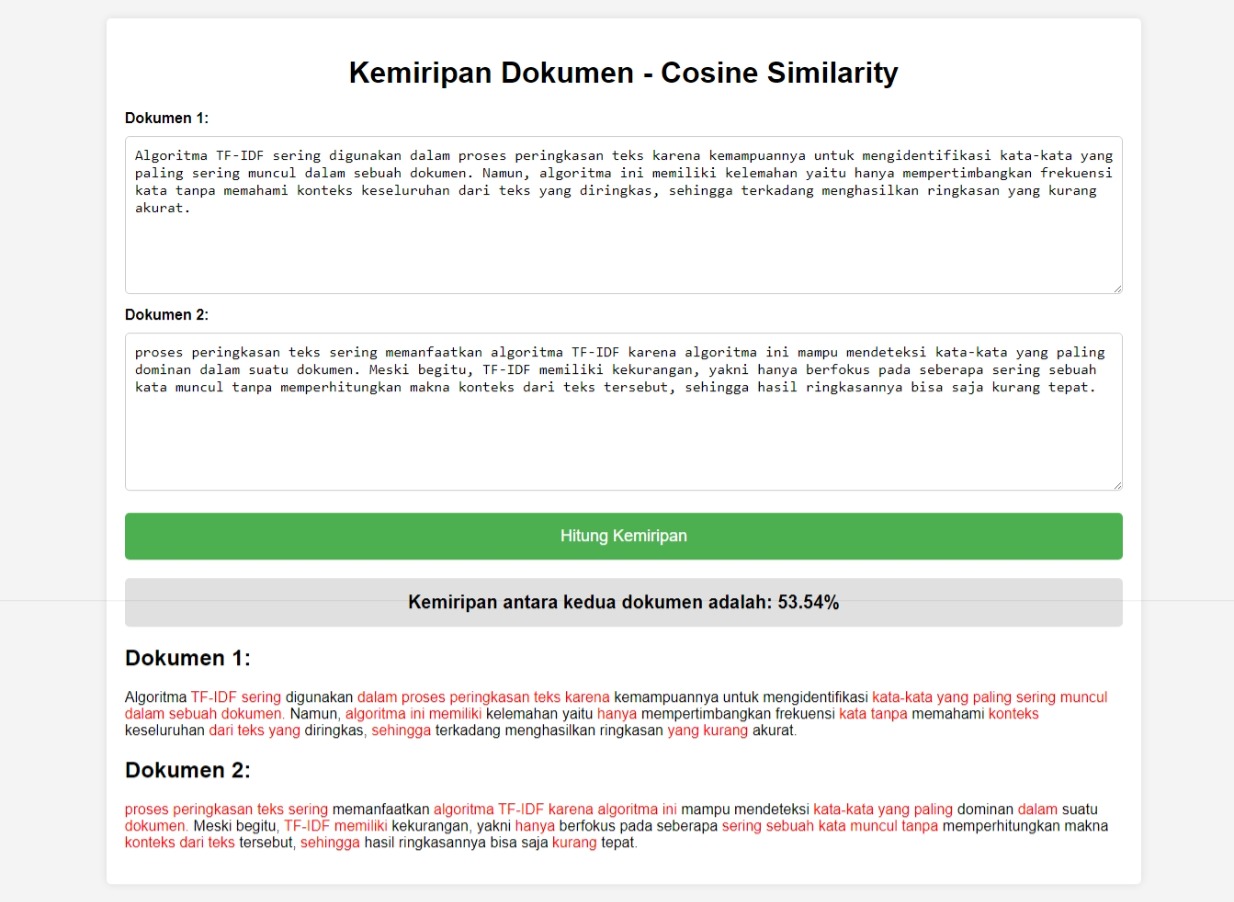 Kemiripan Dokumen - Cosine Similarity
Dokumen 1:
Algoritma TF-IDF sering digunakan dalam proses peringkasan teks karena kemampuannya untuk mengidentifikasi kata-kata yang
paling sering muncul dalam sebuah dokumen. Namun, algoritma ini memiliki kelemahan yaitu hanya mempertimbangkan frekuensi
kata tanpa memahami konteks keseluruhan dari teks yang diringkas, sehingga terkadang menghasilkan ringkasan yang kurang
akurat.
Dokumen 2:
proses peringkasan teks sering memanfaatkan algoritma TF-IDF karena algoritma ini mampu mendeteksi kata-kata yang paling
dominan dalam suatu dokumen. Meski begitu, TF-IDF memiliki kekurangan, yakni hanya berfokus pada seberapa sering sebuah
kata muncul tanpa memperhitungkan makna konteks dari teks tersebut, sehingga hasil ringkasannya bisa saja kurang tepat.
Hitung Kemiripan
Kemiripan antara kedua dokumen adalah: 53.54%
Dokumen 1:
Algoritma TF-IDF sering digunakan dalam proses peringkasan teks karena kemampuannya untuk mengidentifikasi kata-kata yang paling sering muncul
dalam sebuah dokumen. Namun, algoritma ini memiliki kelemahan yaitu hanya mempertimbangkan frekuensi kata tanpa memahami konteks
keseluruhan dari teks yang diringkas, sehingga terkadang menghasilkan ringkasan yang kurang akurat.
Dokumen 2:
proses peringkasan teks sering memanfaatkan algoritma TF-IDF karena algoritma ini mampu mendeteksi kata-kata yang paling dominan dalam suatu
dokumen. Meski begitu, TF-IDF memiliki kekurangan, yakni hanya berfokus pada seberapa sering sebuah kata muncul tanpa memperhitungkan makna
konteks dari teks tersebut, sehingga hasil ringkasannya bisa saja kurang tepat.